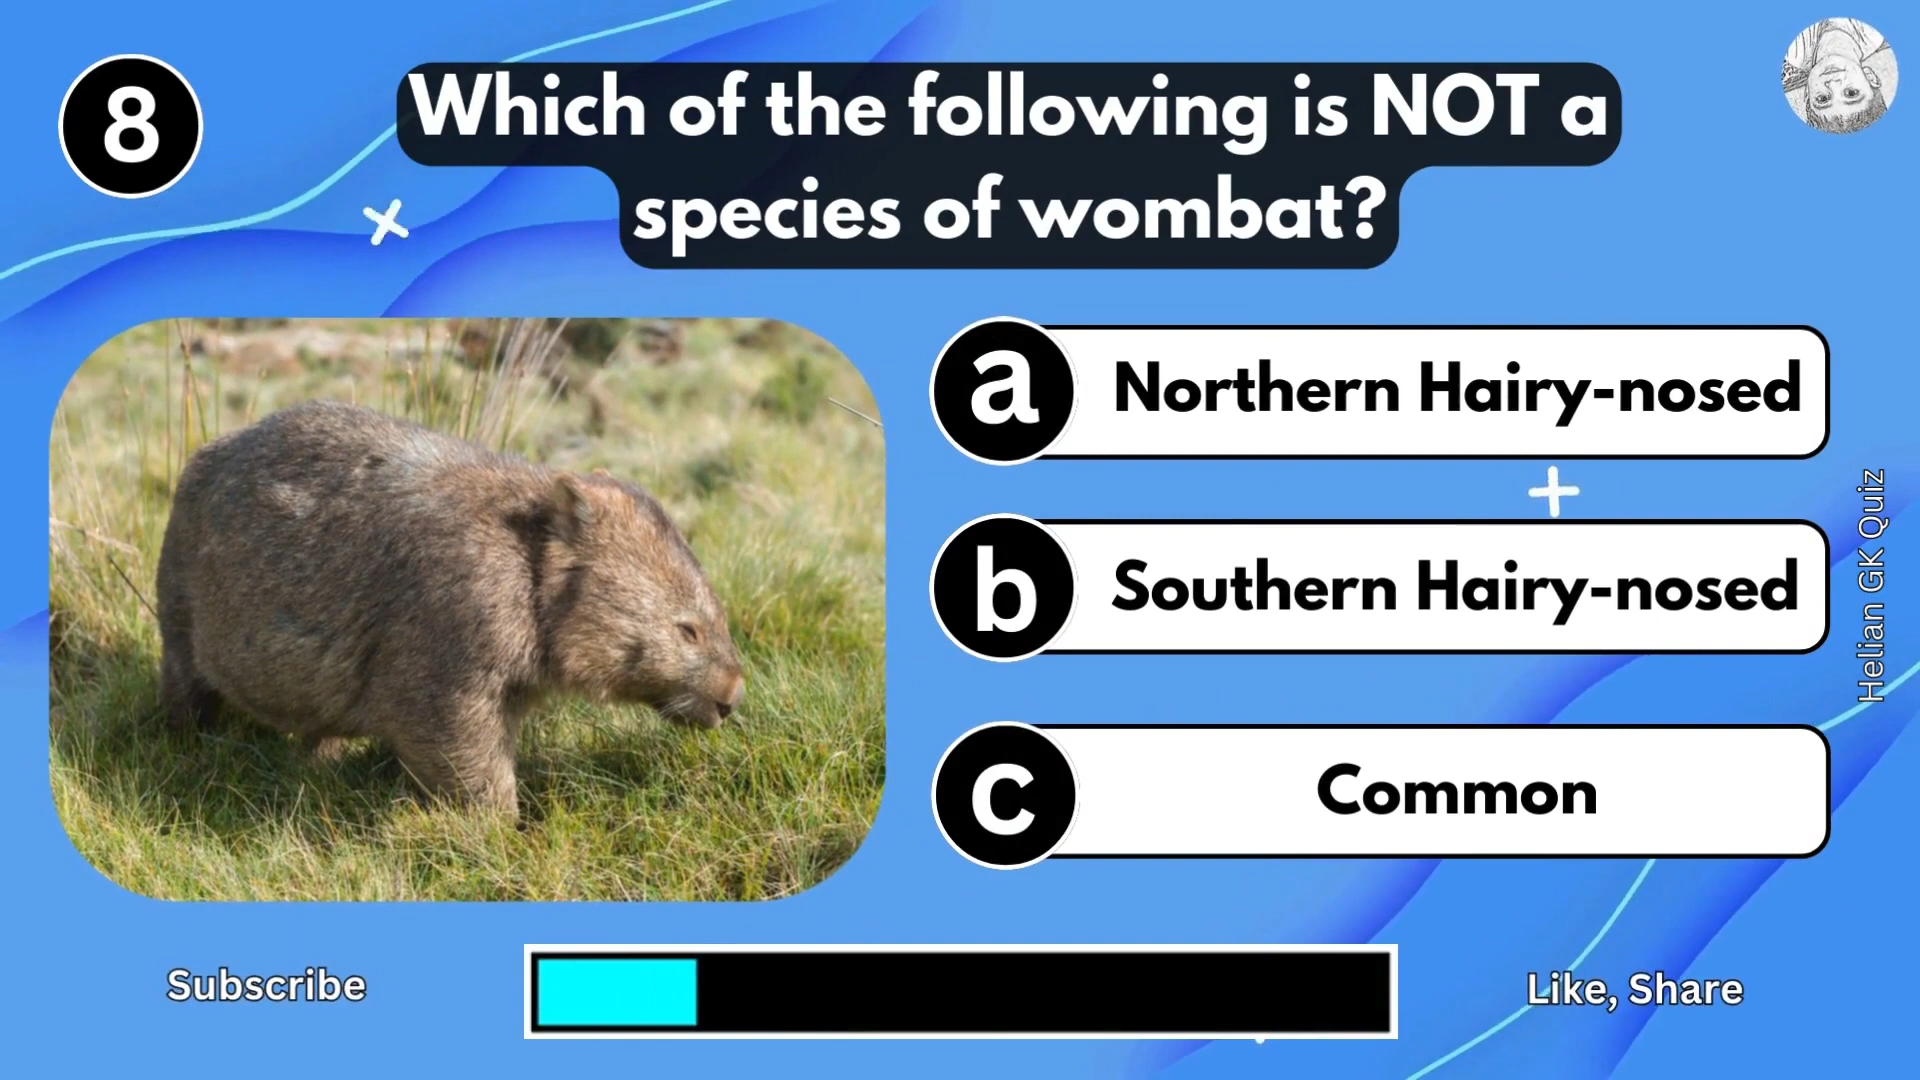 8
Which of the following is NOT a
species of wombat?
a Northern Hairy-nosed
b Southern Hairy-nosed
c Common
Helian GK Quiz
Subscribe
Like, Share